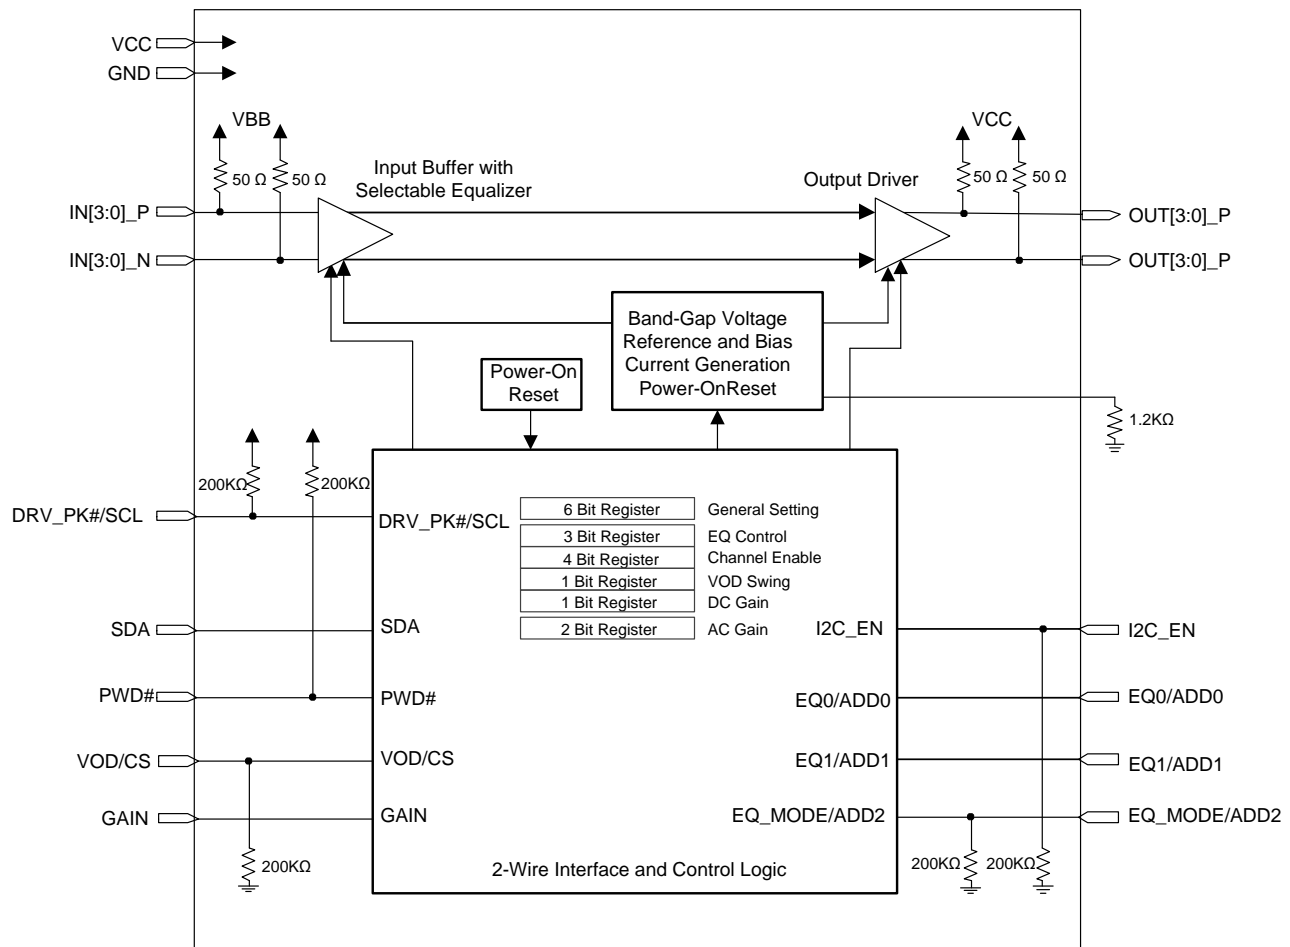 VCC
GND
VBB
VCC
50 Ω
50 Ω
Input Buffer with
Selectable Equalizer
Output Driver
50 Ω
50 Ω
IN[3:0]_P
IN[3:0]_N
OUT[3:0]_P
OUT[3:0]_P
Band-Gap Voltage
Reference and Bias
Current Generation
Power-OnReset
Power-On
Reset
1.2KΩ
200KΩ
200KΩ
DRV_PK#/SCL
DRV_PK#/SCL
6 Bit Register
General Setting
3 Bit Register
EQ Control
4 Bit Register
Channel Enable
1 Bit Register
VOD Swing
1 Bit Register
DC Gain
2 Bit Register
AC Gain
SDA
SDA
I2C_EN
I2C_EN
PWD#
PWD#
EQ0/ADD0
EQ0/ADD0
VOD/CS
VOD/CS
EQ1/ADD1
EQ1/ADD1
GAIN
GAIN
EQ_MODE/ADD2
EQ_MODE/ADD2
200KΩ
200KΩ
200KΩ
2-Wire Interface and Control Logic